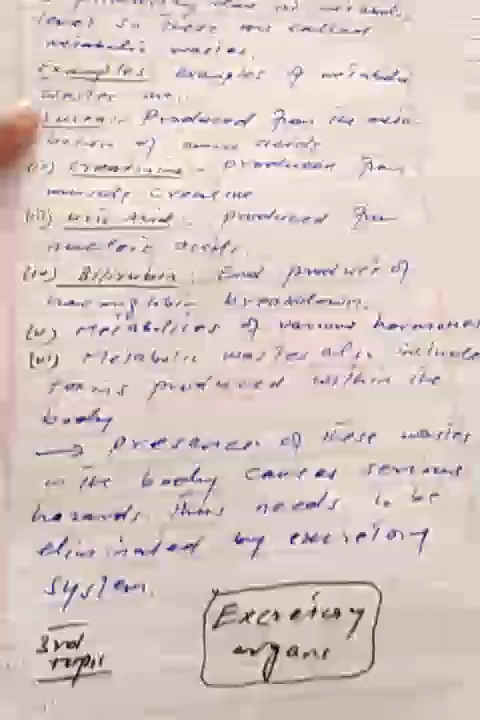 level so these are called
metabolic wastes.
Examples examples of metabolic
wastes are:
Urea: Produced from the
of amino acids
(ii) Creatinine - produced from
muscle creatine
(iii) Uric Acid: produced from
nucleic acids.
(iv) Bilirubin: End product of
haemoglobin breakdown.
(v) Metabolites of various hormones
(vi) Metabolic wastes also include
produced within the
body
→ Presence of these wastes
in the body causes serious
hazards. Thus needs to be
eliminated by excretory
system.
3rd
topic
Excretory
organs